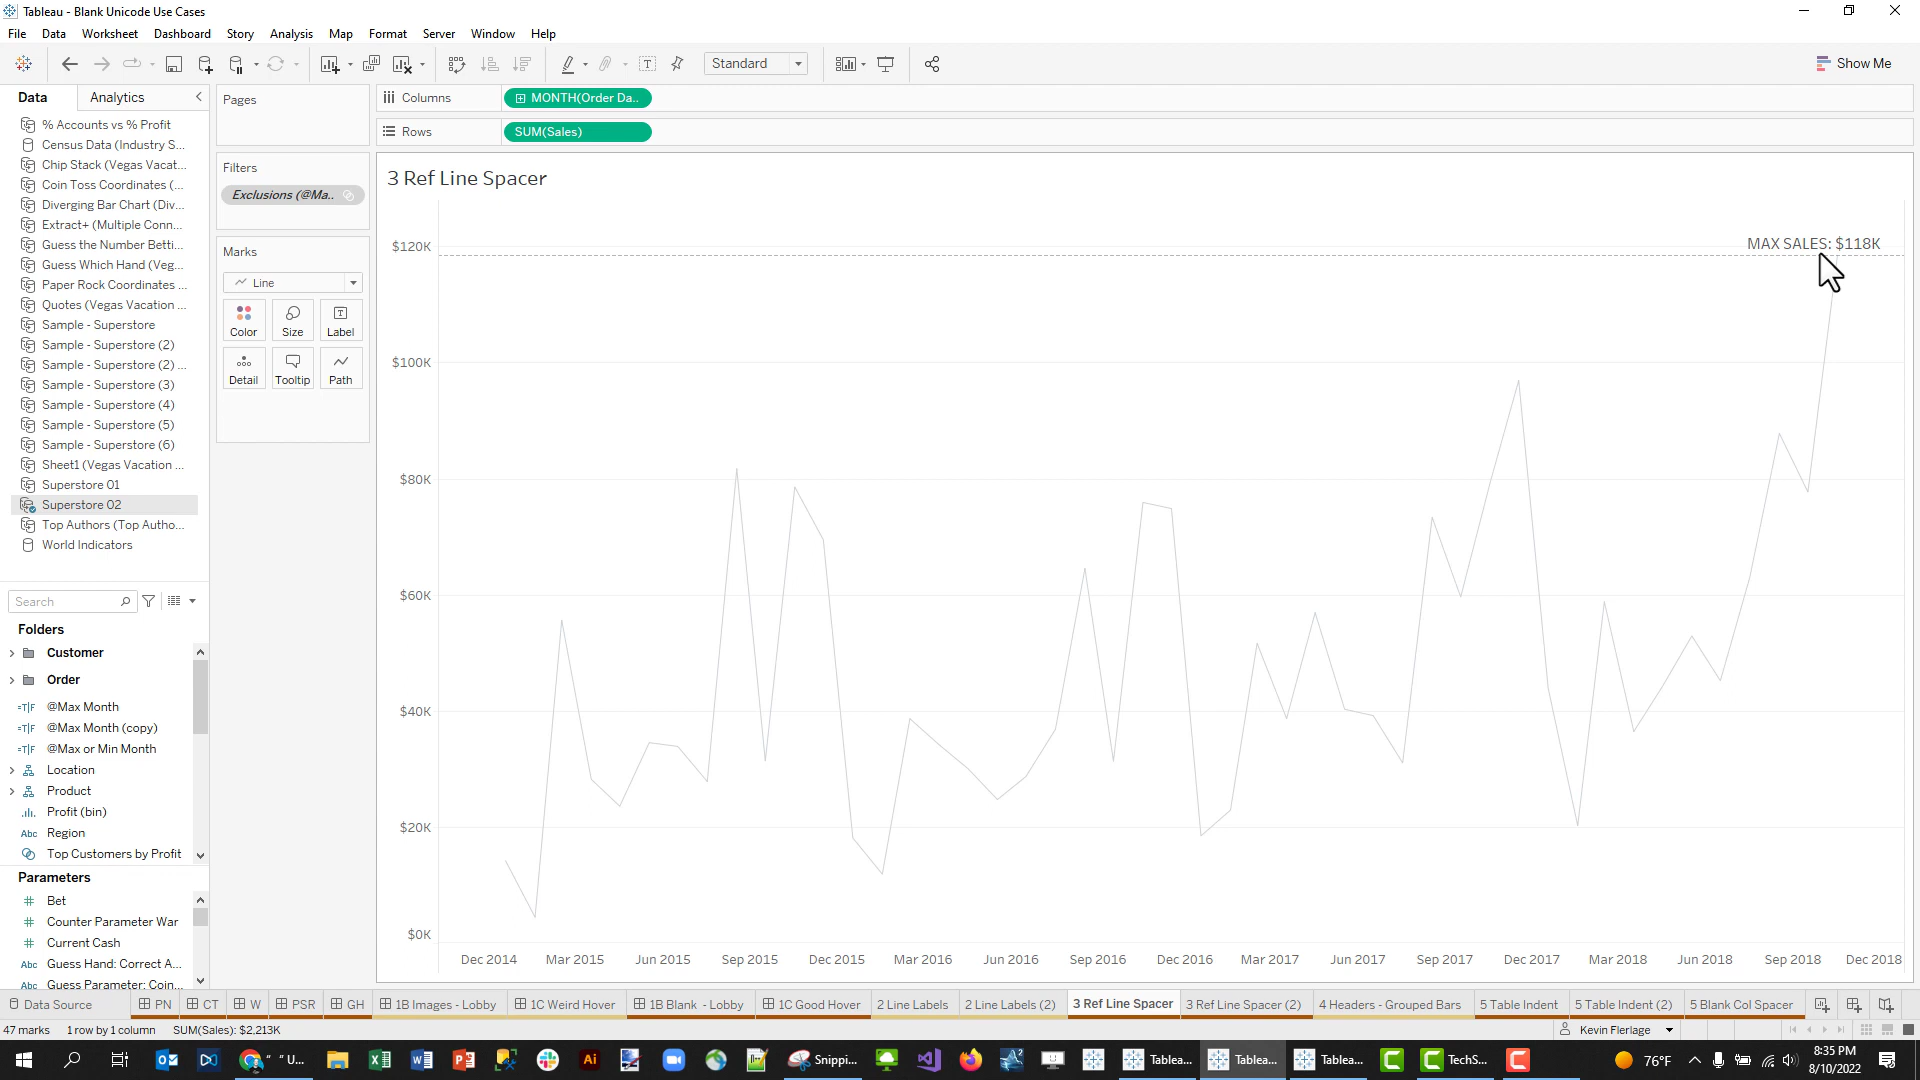 Tableau - Blank Unicode Use Cases
File Data Worksheet Dashboard Story Analysis Map Format Server Window Help
Standard
Show Me
Data Analytics
% Accounts vs % Profit
Census Data (Industry S...
Chip Stack (Vegas Vacat...
Coin Toss Coordinates (...
Diverging Bar Chart (Div...
Extract+ (Multiple Conn...
Guess the Number Betti...
Guess Which Hand (Veg...
Paper Rock Coordinates ...
Quotes (Vegas Vacation ...
Sample - Superstore
Sample - Superstore (2)
Sample - Superstore (2) ...
Sample - Superstore (3)
Sample - Superstore (4)
Sample - Superstore (5)
Sample - Superstore (6)
Sheet1 (Vegas Vacation ...
Superstore 01
Superstore 02
Top Authors (Top Autho...
World Indicators
Search
Folders
Customer
Order
=T|F @Max Month
=T|F @Max Month (copy)
=T|F @Max or Min Month
Location
Product
Profit (bin)
Abc Region
Top Customers by Profit
Parameters
# Bet
# Counter Parameter War
# Current Cash
Abc Guess Hand: Correct A...
Abc Guess Parameter: Coin...
Pages
Filters
Exclusions (@Ma..
Marks
Line
Color Size Label
Detail Tooltip Path
Columns MONTH(Order Da..
Rows SUM(Sales)
3 Ref Line Spacer
MAX SALES: $118K
$120K
$100K
$80K
$60K
$40K
$20K
$0K
Dec 2014 Mar 2015 Jun 2015 Sep 2015 Dec 2015 Mar 2016 Jun 2016 Sep 2016 Dec 2016 Mar 2017 Jun 2017 Sep 2017 Dec 2017 Mar 2018 Jun 2018 Sep 2018 Dec 2018
Data Source PN CT W PSR GH 1B Images - Lobby 1C Weird Hover 1B Blank - Lobby 1C Good Hover 2 Line Labels 2 Line Labels (2) 3 Ref Line Spacer 3 Ref Line Spacer (2) 4 Headers - Grouped Bars 5 Table Indent 5 Table Indent (2) 5 Blank Col Spacer
47 marks 1 row by 1 column SUM(Sales): $2,213K
Kevin Flerlage
" " U...
Snippi...
Tablea...
Tablea...
Tablea...
TechS...
76°F
8:35 PM
8/10/2022